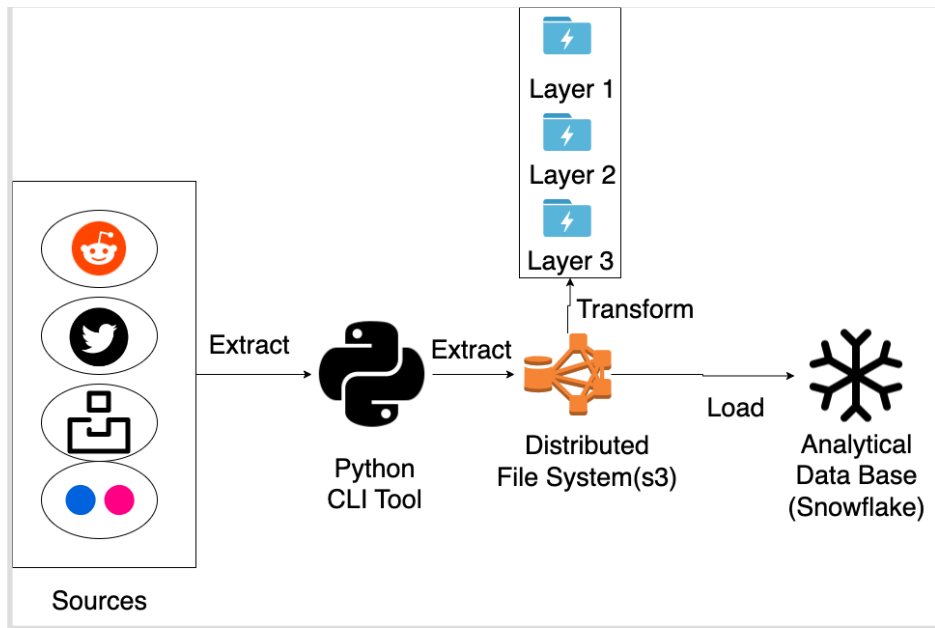 Layer 1
Layer 2
Layer 3
Transform
Extract
Extract
Load
Python
CLI Tool
Distributed
File System(s3)
Analytical
Data Base
(Snowflake)
Sources